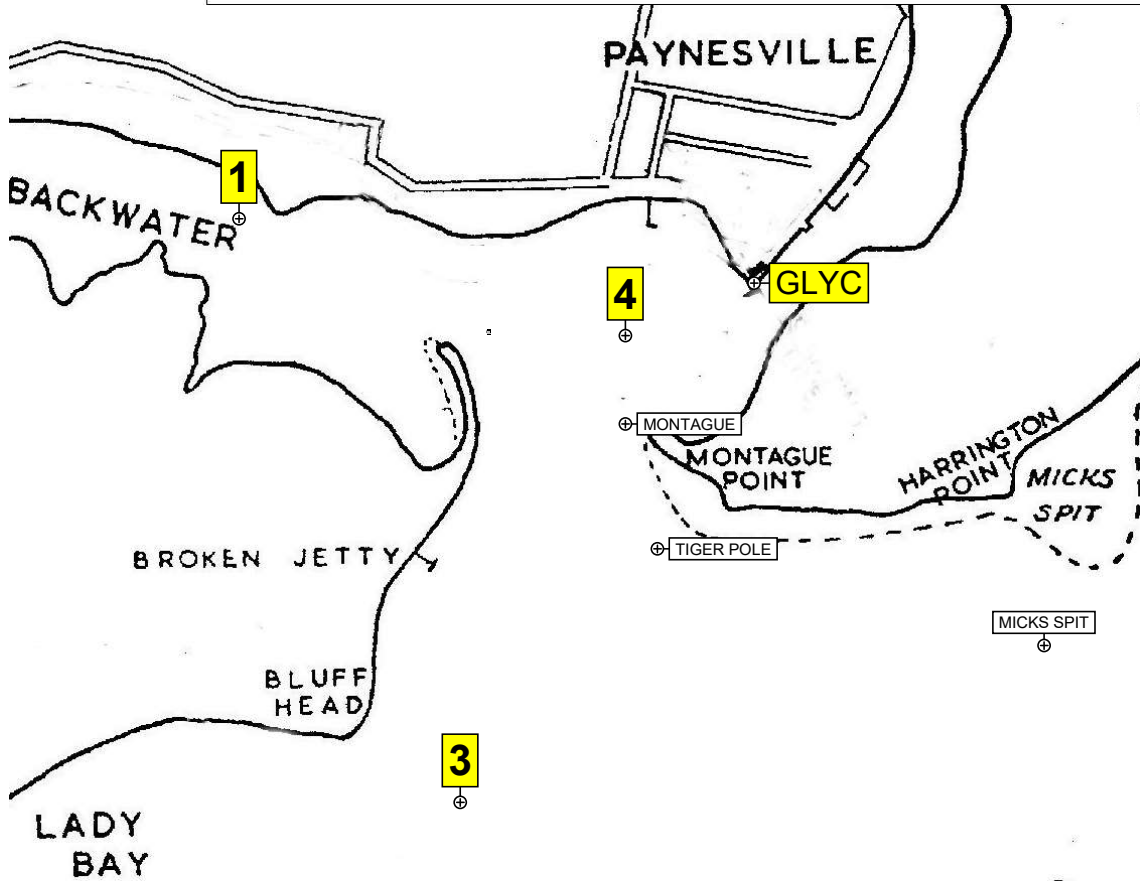 PAYNESVILLE
1
BACKWATER
4
GLYC
MONTAGUE
MONTAGUE
POINT
HARRINGTON
POINT
MICKS
SPIT
BROKEN JETTY
TIGER POLE
MICKS SPIT
BLUFF
HEAD
3
LADY
BAY